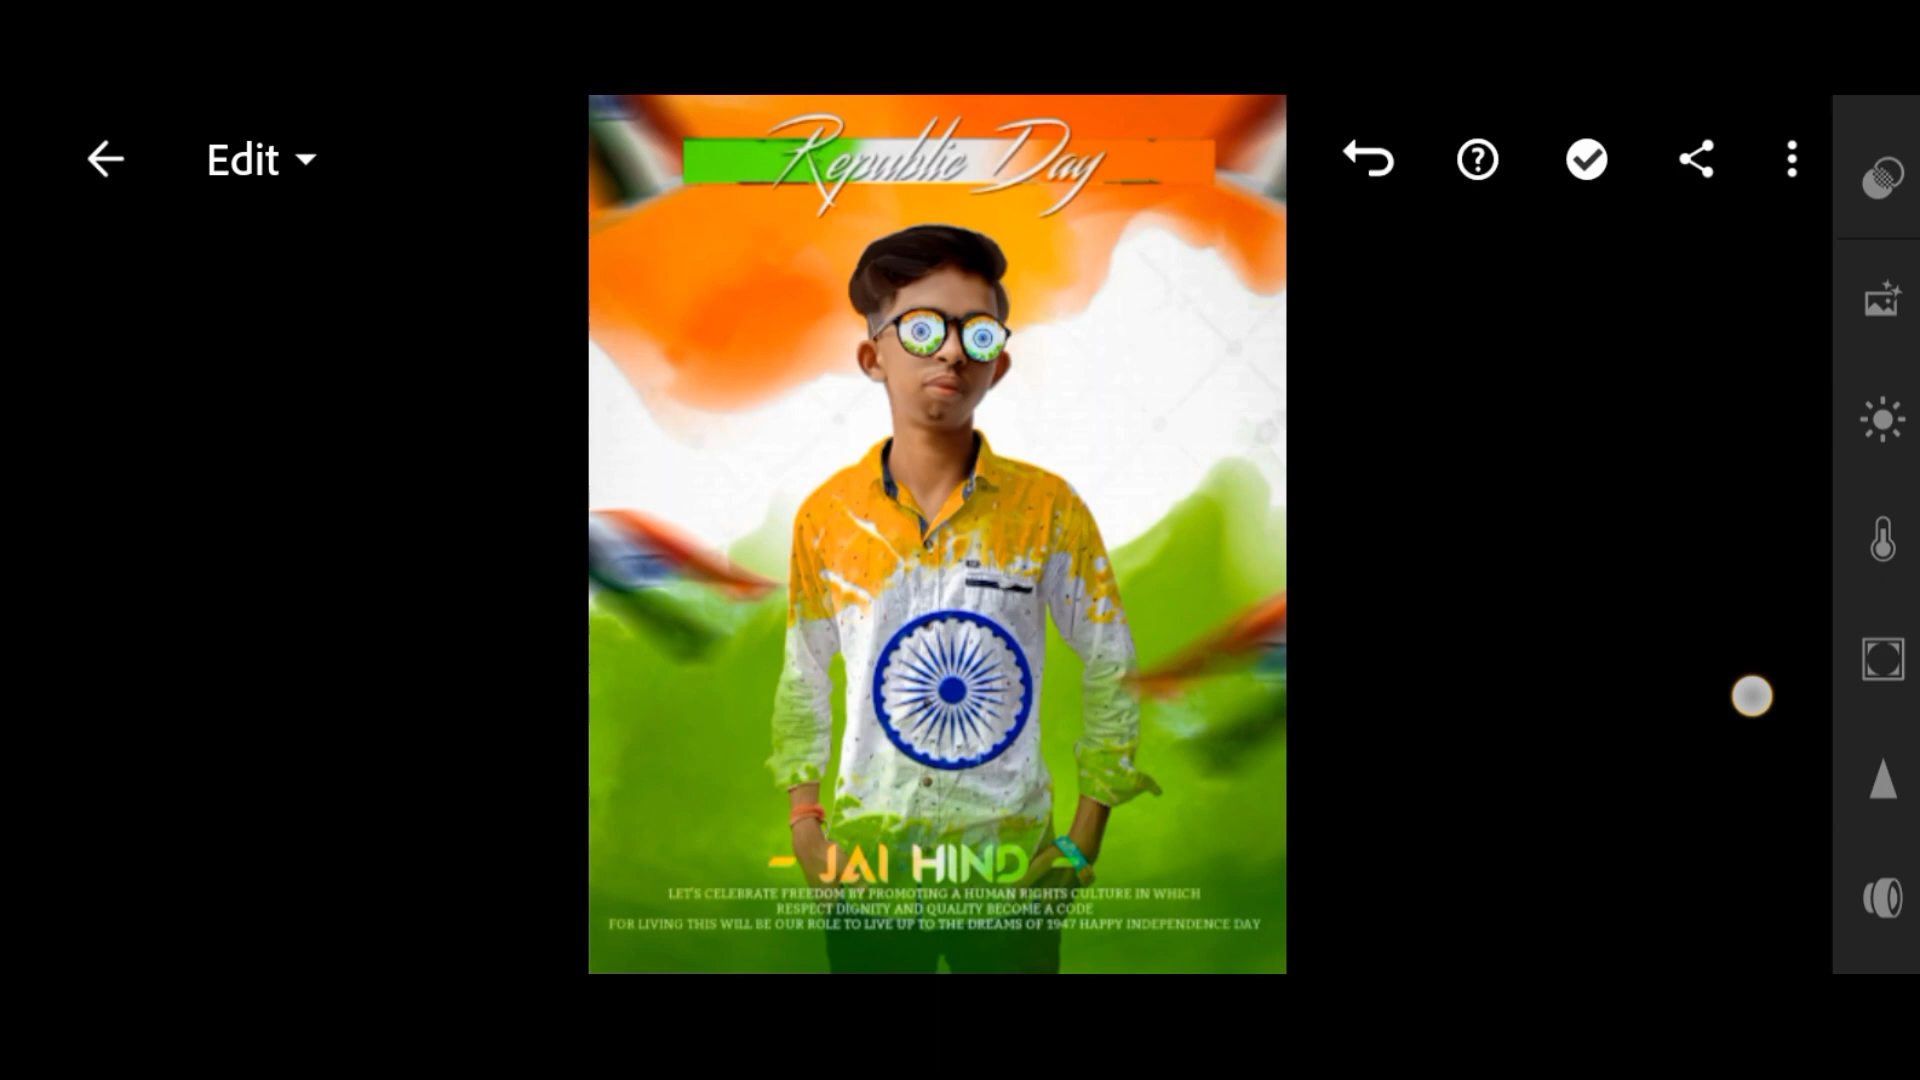 Edit
Republic Day
- JAI HIND -
LET'S CELEBRATE FREEDOM BY PROMOTING A HUMAN RIGHTS CULTURE IN WHICH
RESPECT DIGNITY AND QUALITY BECOME A CODE
FOR LIVING THIS WILL BE OUR ROLE TO LIVE UP TO THE DREAMS OF 1947 HAPPY INDEPENDENCE DAY